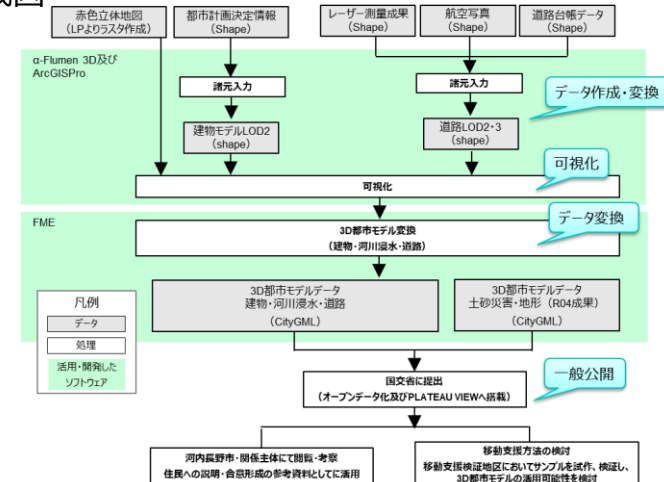 成図
赤色立体地図
(LPよりラスタ作成)
都市計画決定情報
(Shape)
レーザー測量成果
(Shape)
航空写真
(Shape)
道路台帳データ
(Shape)
α-Flumen 3D及び
ArcGISPro
諸元入力
諸元入力
データ作成・変換
建物モデルLOD2
(shape)
道路LOD2・3
(shape)
可視化
可視化
FME
データ変換
3D都市モデル変換
(建物・河川浸水・道路)
3D都市モデルデータ
建物・河川浸水・道路
(CityGML)
3D都市モデルデータ
土砂災害・地形(R04成果)
(CityGML)
凡例
データ
処理
活用・開発した
ソフトウェア
国交省に提出
(オープンデータ化及びPLATEAU VIEWへ搭載)
一般公開
河内長野市・関係主体にて閲覧・考察
住民への説明・合意形成の参考資料としてに活用
移動支援方法の検討
移動支援検証地区においてサンプルを試作、検証し、
3D都市モデルの活用可能性を検討